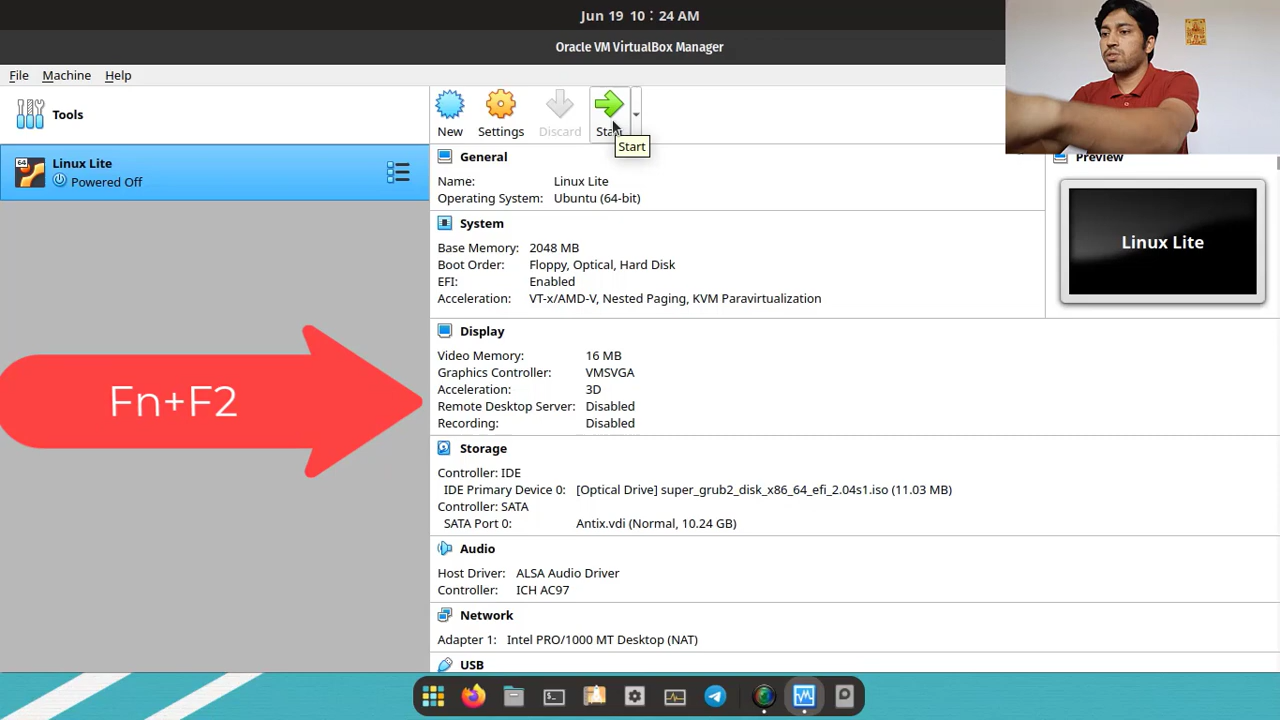 Jun 19 10 : 24 AM
Oracle VM VirtualBox Manager
File Machine Help
Tools
New Settings Discard Start
Start
Linux Lite
64
Powered Off
General
Name: Linux Lite
Operating System: Ubuntu (64-bit)
System
Base Memory: 2048 MB
Boot Order: Floppy, Optical, Hard Disk
EFI: Enabled
Acceleration: VT-x/AMD-V, Nested Paging, KVM Paravirtualization
Preview
Linux Lite
Display
Video Memory: 16 MB
Graphics Controller: VMSVGA
Acceleration: 3D
Remote Desktop Server: Disabled
Recording: Disabled
Fn+F2
Storage
Controller: IDE
IDE Primary Device 0: [Optical Drive] super_grub2_disk_x86_64_efi_2.04s1.iso (11.03 MB)
Controller: SATA
SATA Port 0: Antix.vdi (Normal, 10.24 GB)
Audio
Host Driver: ALSA Audio Driver
Controller: ICH AC97
Network
Adapter 1: Intel PRO/1000 MT Desktop (NAT)
USB